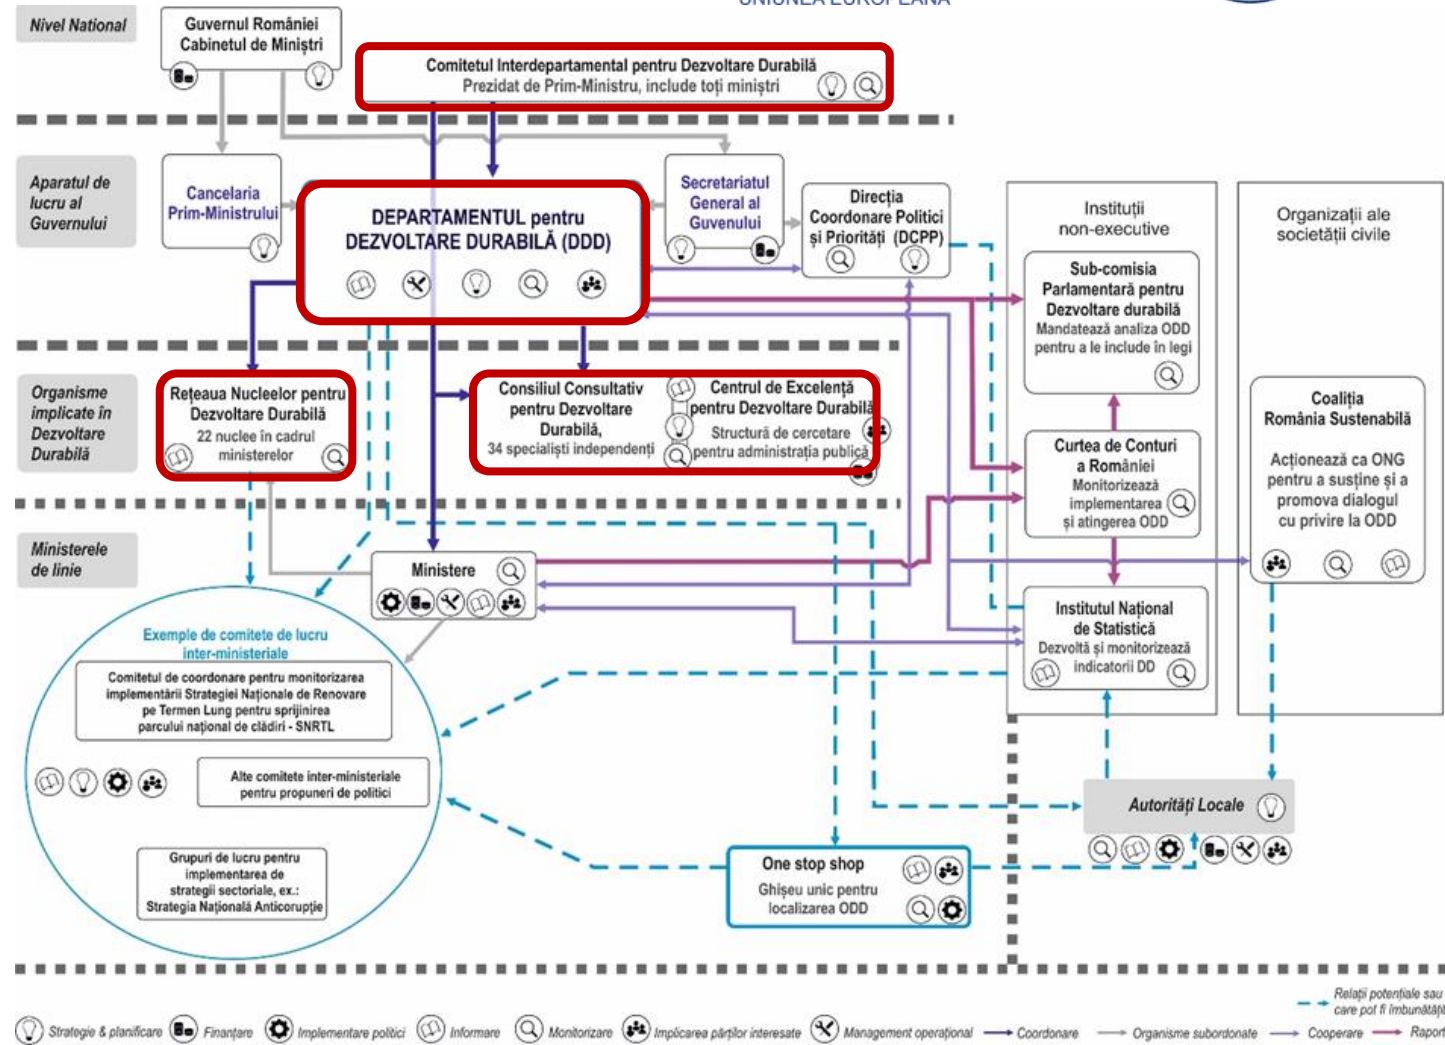 UNIUNEA EUROPEANĂ
Nivel National
Guvernul României
Cabinetul de Miniștri
Comitetul Interdepartamental pentru Dezvoltare Durabilă
Prezidat de Prim-Ministru, include toți miniștri
Aparatul de
lucru al
Guvernului
Cancelaria
Prim-Ministrului
DEPARTAMENTUL pentru
DEZVOLTARE DURABILĂ (DDD)
Secretariatul
General al
Guvenului
Direcția
Coordonare Politici
și Priorități (DCPP)
Instituții
non-executive
Organizații ale
societății civile
Sub-comisia
Parlamentară pentru
Dezvoltare durabilă
Mandatează analiza ODD
pentru a le include în legi
Organisme
implicate în
Dezvoltare
Durabilă
Rețeaua Nucleelor pentru
Dezvoltare Durabilă
22 nuclee în cadrul
ministerelor
Consiliul Consultativ
pentru Dezvoltare
Durabilă,
34 specialiști independenți
Centrul de Excelență
pentru Dezvoltare Durabilă
Structură de cercetare
pentru administrația publică
Curtea de Conturi
a României
Monitorizează
implementarea
și atingerea ODD
Coaliția
România Sustenabilă
Acționează ca ONG
pentru a susține și a
promova dialogul
cu privire la ODD
Ministerele
de linie
Ministere
Institutul Național
de Statistică
Dezvoltă și monitorizează
indicatorii DD
Exemple de comitete de lucru
inter-ministeriale
Comitetul de coordonare pentru monitorizarea
implementării Strategiei Naționale de Renovare
pe Termen Lung pentru sprijinirea
parcului național de clădiri - SNRTL
Alte comitete inter-ministeriale
pentru propuneri de politici
Grupuri de lucru pentru
implementarea de
strategii sectoriale, ex.:
Strategia Națională Anticorupție
Autorități Locale
One stop shop
Ghișeu unic pentru
localizarea ODD
Relații potențiale sau
care pot fi îmbunătățit
Strategie & planificare
Finanțare
Implementare politici
Informare
Monitorizare
Implicarea părților interesate
Management operațional
Coordonare
Organisme subordonate
Cooperare
Raport